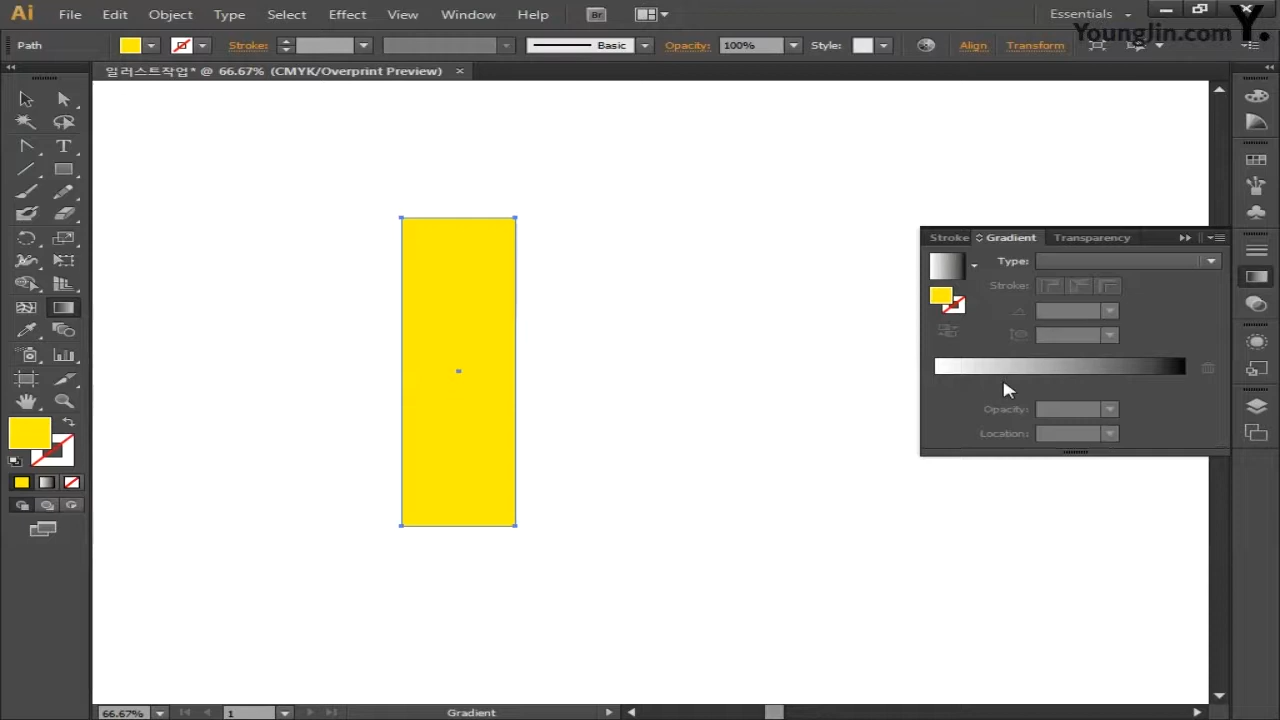 Ai File Edit Object Type Select Effect View Window Help Br Essentials
YoungJin.com Y.
Path Stroke: Basic Opacity: 100% Style: Align Transform
일러스트작업* @ 66.67% (CMYK/Overprint Preview) ×
Stroke Gradient Transparency
Type:
Stroke:
Opacity:
Location:
66.67% 1 Gradient